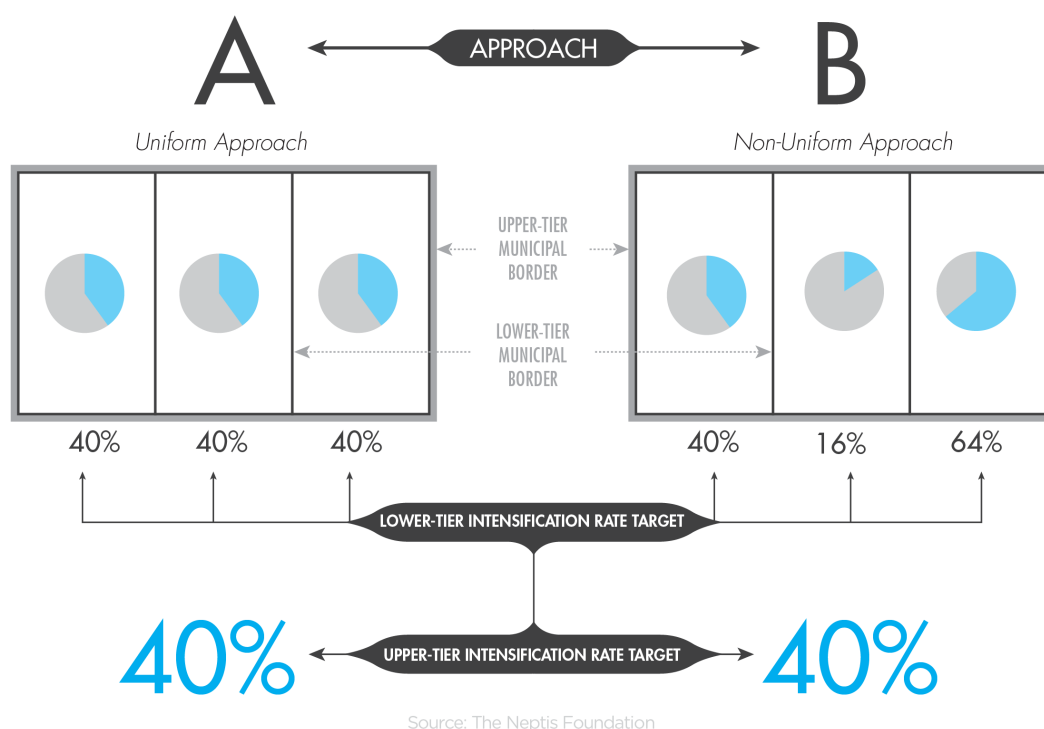 A
APPROACH
B
Uniform Approach
Non-Uniform Approach
UPPER-TIER
MUNICIPAL
BORDER
LOWER-TIER
MUNICIPAL
BORDER
40% 40% 40%
40% 16% 64%
LOWER-TIER INTENSIFICATION RATE TARGET
40%
UPPER-TIER INTENSIFICATION RATE TARGET
40%
Source: The Neptis Foundation